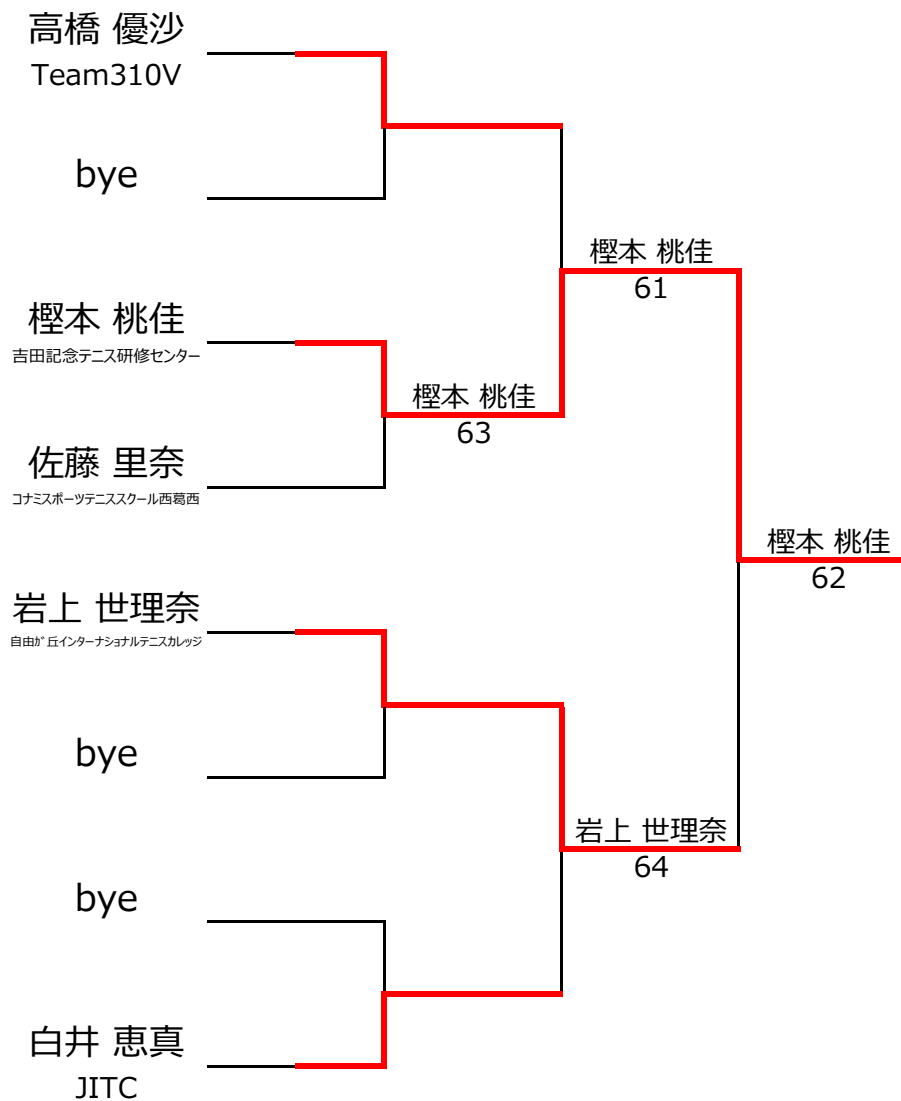 高橋 優沙
Team310V
bye
樫本 桃佳
61
樫本 桃佳
吉田記念テニス研修センター
樫本 桃佳
63
佐藤 里奈
コナミスポーツテニススクール西葛西
樫本 桃佳
62
岩上 世理奈
自由が丘インターナショナルテニスカレッジ
bye
岩上 世理奈
64
bye
白井 恵真
JITC